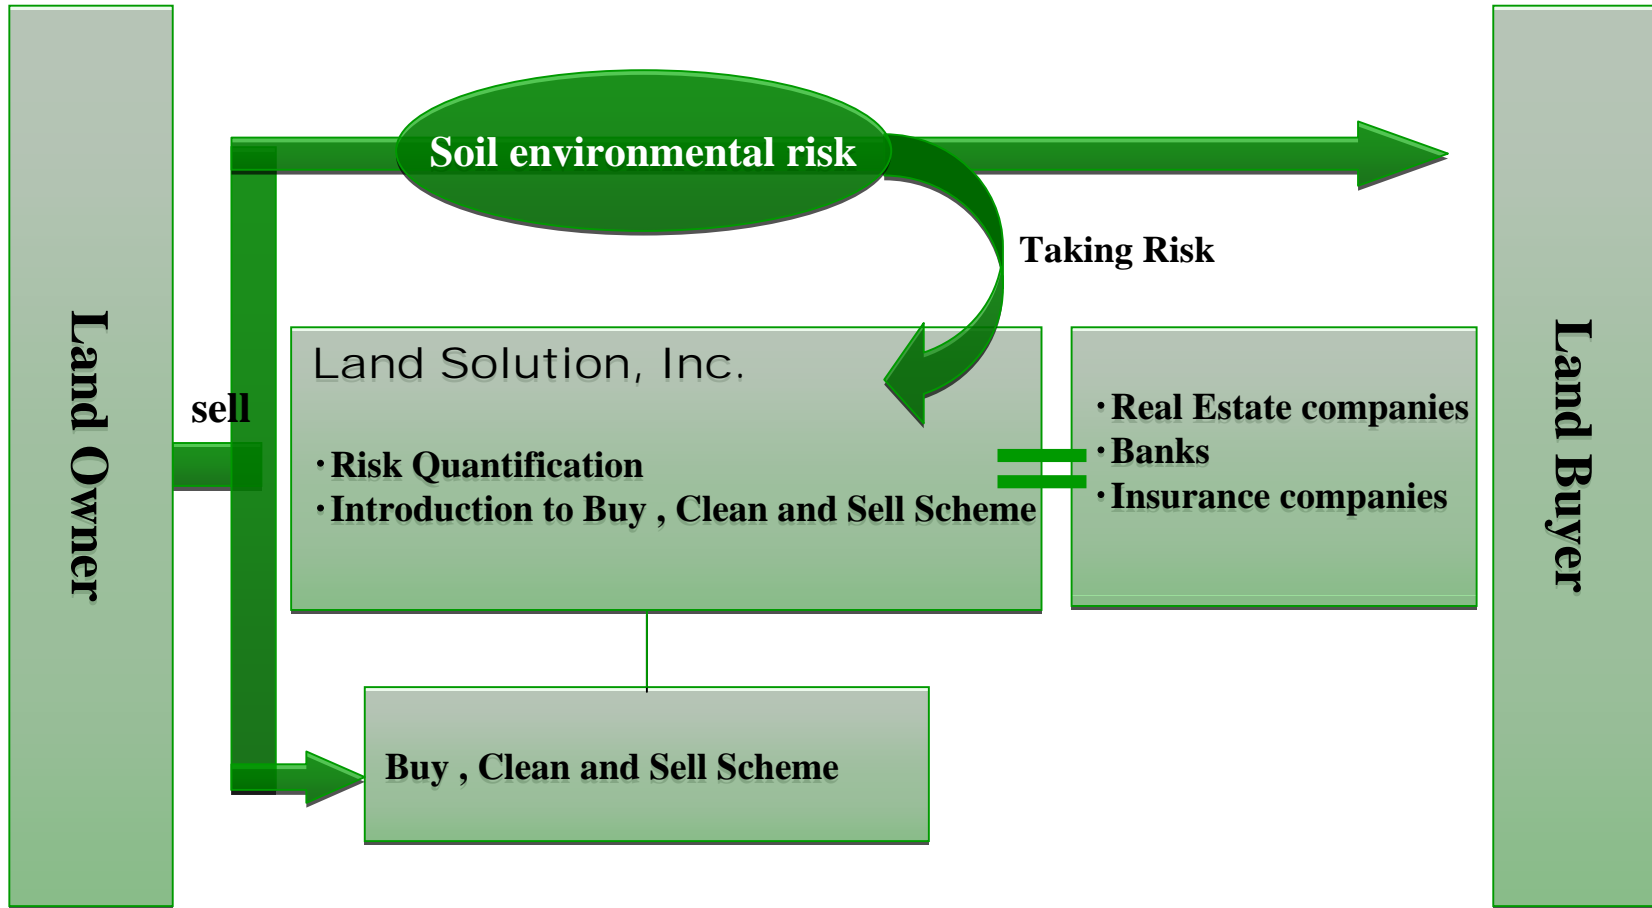 Land Owner
sell
Soil environmental risk
Taking Risk
Land Solution, Inc.
・Risk Quantification
・Introduction to Buy , Clean and Sell Scheme
・Real Estate companies
・Banks
・Insurance companies
Buy , Clean and Sell Scheme
Land Buyer